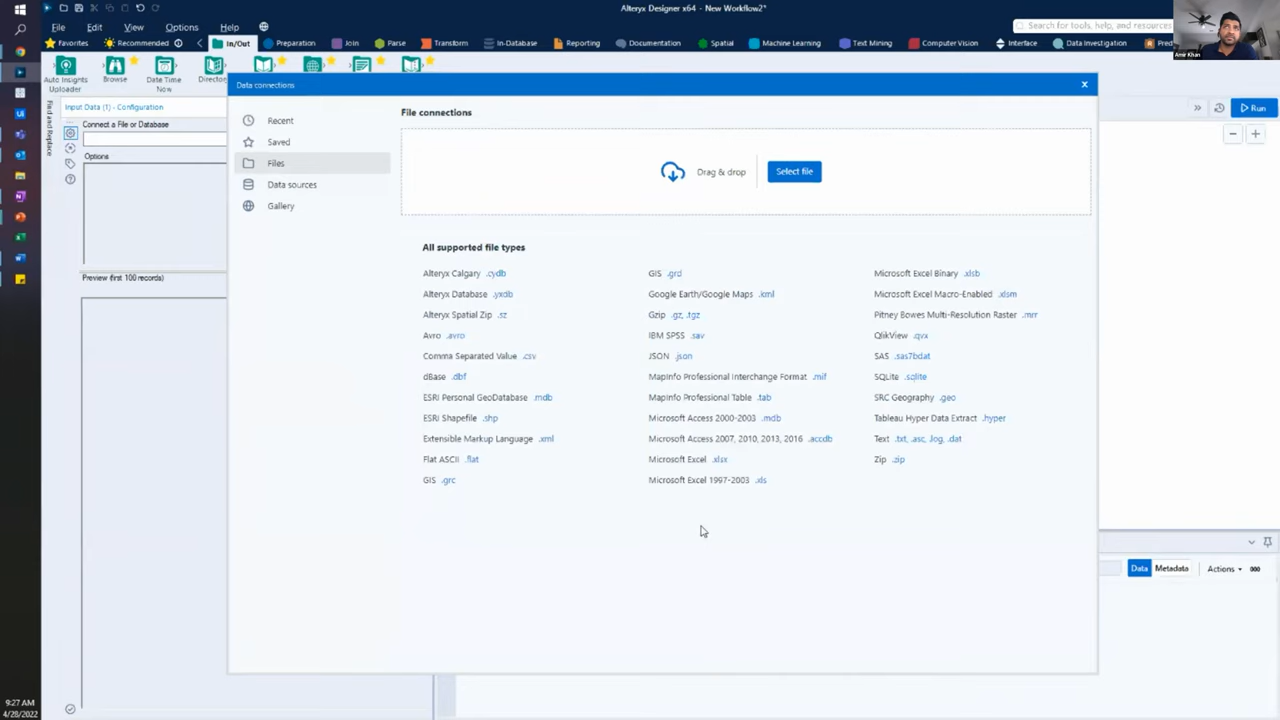 Alteryx Designer x64 - New Workflow2*
File Edit View Options Help
Search for tools, help, and resources
Amir Khan
Favorites Recommended In/Out Preparation Join Parse Transform In-Database Reporting Documentation Spatial Machine Learning Text Mining Computer Vision Interface Data Investigation
Auto Insights Uploader
Browse
Date Time Now
Input Data (1) - Configuration
Find and Replace
Connect a File or Database
Options
Preview (first 100 records)
Run
Data connections
Recent
Saved
Files
Data sources
Gallery
File connections
Drag & drop Select file
All supported file types
Alteryx Calgary .cydb
Alteryx Database .yxdb
Alteryx Spatial Zip .sz
Avro .avro
Comma Separated Value .csv
dBase .dbf
ESRI Personal GeoDatabase .mdb
ESRI Shapefile .shp
Extensible Markup Language .xml
Flat ASCII .flat
GIS .grc
GIS .grd
Google Earth/Google Maps .kml
Gzip .gz, .tgz
IBM SPSS .sav
JSON .json
MapInfo Professional Interchange Format .mif
MapInfo Professional Table .tab
Microsoft Access 2000-2003 .mdb
Microsoft Access 2007, 2010, 2013, 2016 .accdb
Microsoft Excel .xlsx
Microsoft Excel 1997-2003 .xls
Microsoft Excel Binary .xlsb
Microsoft Excel Macro-Enabled .xlsm
Pitney Bowes Multi-Resolution Raster .mrr
QlikView .qvx
SAS .sas7bdat
SQLite .sqlite
SRC Geography .geo
Tableau Hyper Data Extract .hyper
Text .txt, .asc, .log, .dat
Zip .zip
Data Metadata Actions 000
9:27 AM
4/28/2022